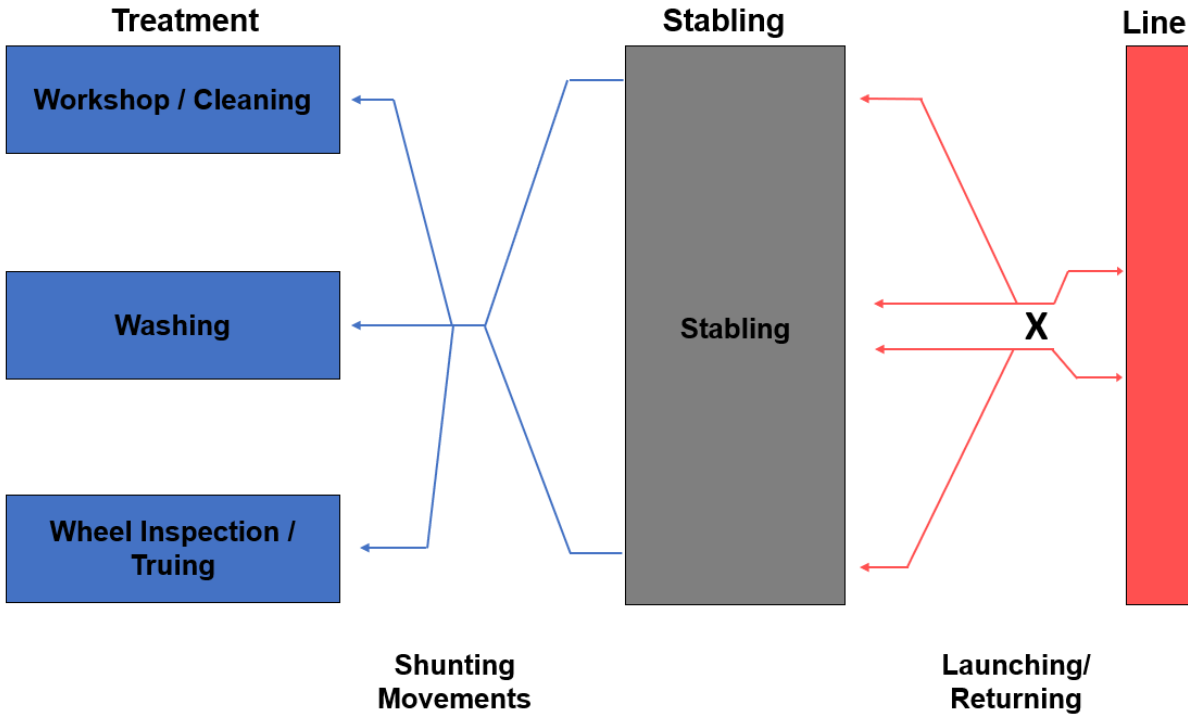 Treatment
Stabling
Line
Workshop / Cleaning
Washing
Stabling
X
Wheel Inspection /
Truing
Shunting
Movements
Launching/
Returning